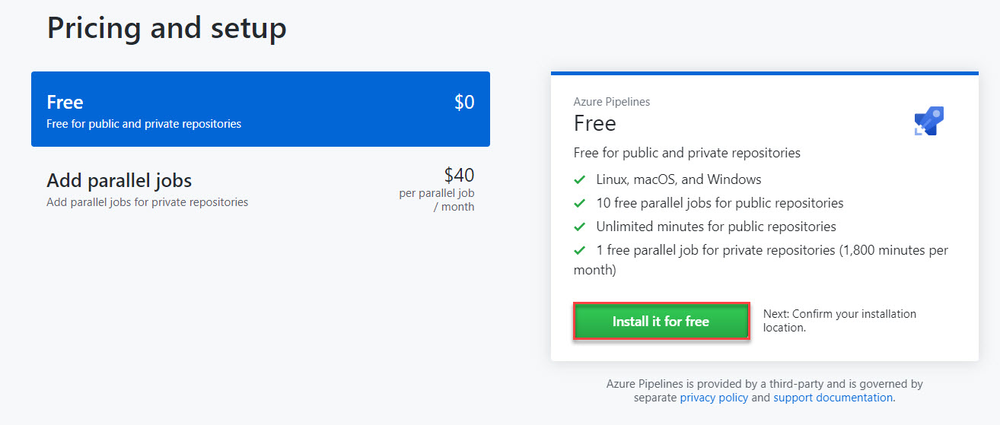 Pricing and setup
Free
$0
Free for public and private repositories
Add parallel jobs
$40
Add parallel jobs for private repositories
per parallel job
/ month
Azure Pipelines
Free
Free for public and private repositories
Linux, macOS, and Windows
10 free parallel jobs for public repositories
Unlimited minutes for public repositories
1 free parallel job for private repositories (1,800 minutes per
month)
Install it for free
Next: Confirm your installation
location.
Azure Pipelines is provided by a third-party and is governed by
separate privacy policy and support documentation.